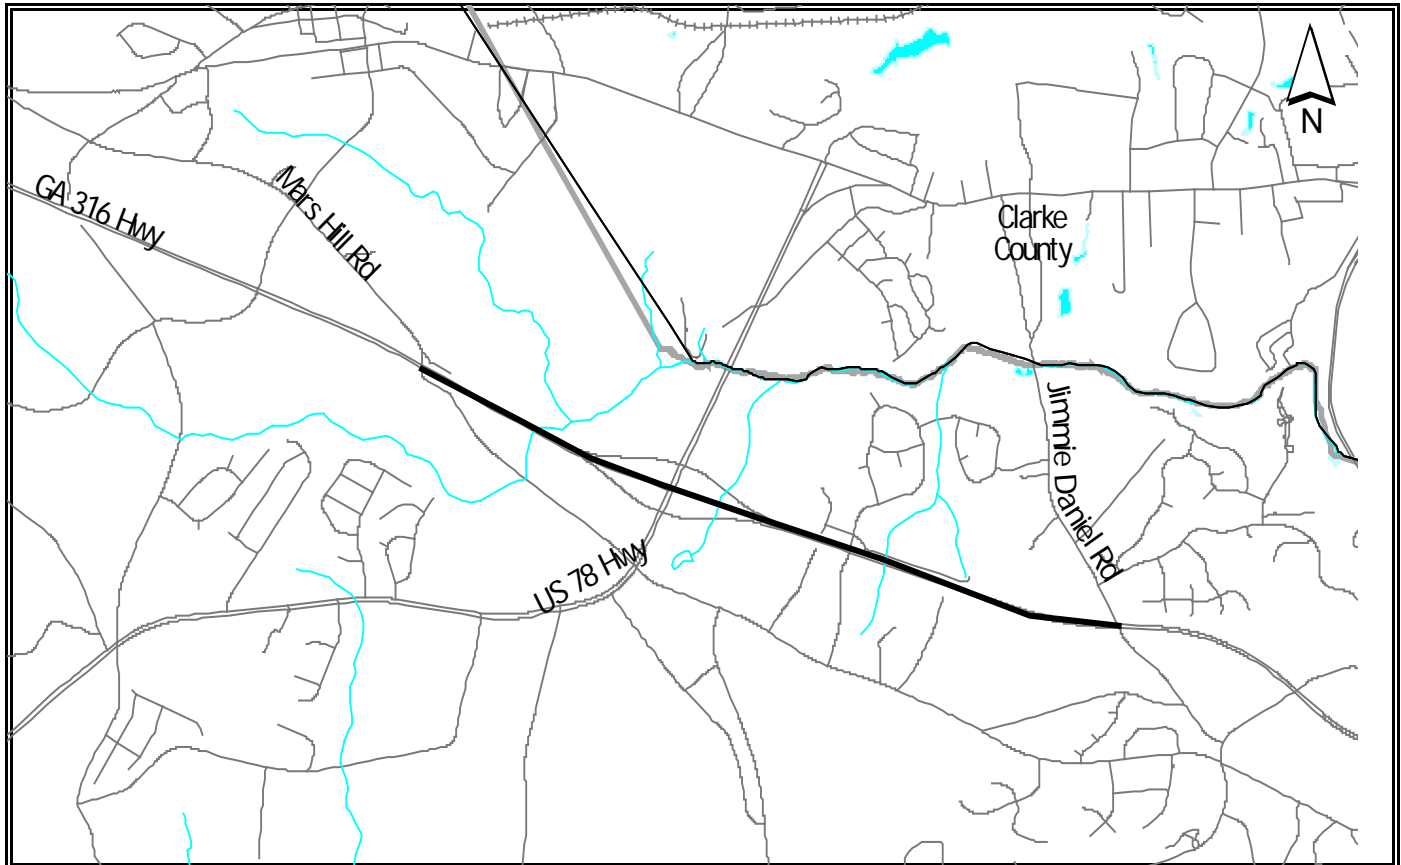 N
GA 316 Hwy
Mars Hill Rd
Clarke
County
Jimmie Daniel Rd
US 78 Hwy